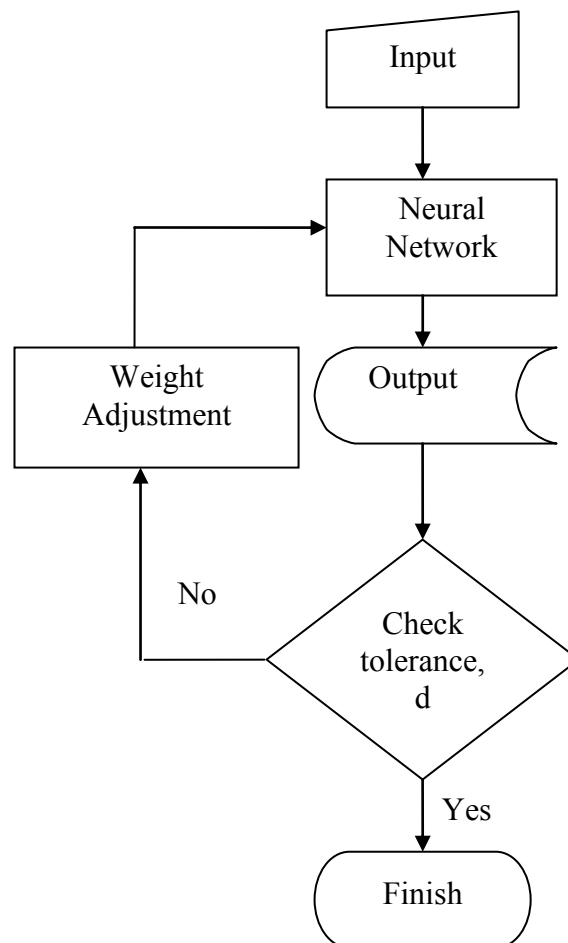 Input
Neural
Network
Output
Weight
Adjustment
No
Check
tolerance,
d
Yes
Finish